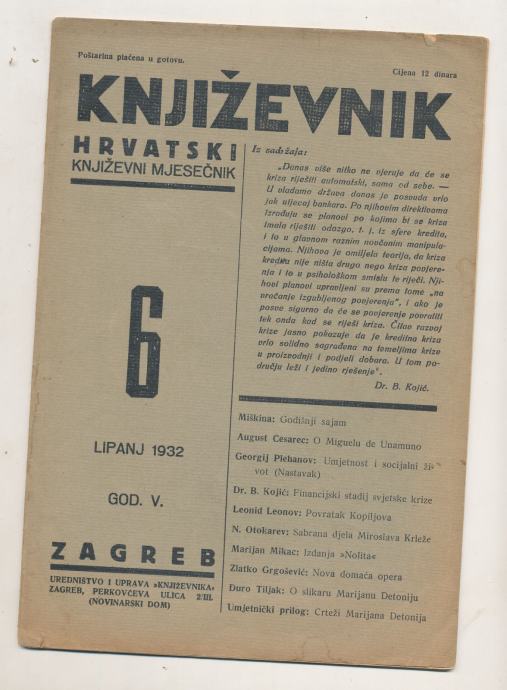 Poštarina plaćena u gotovu.
Cijena 12 dinara
KNJIŽEVNIK
HRVATSKI
KNJIŽEVNI MJESEČNIK
6
LIPANJ 1932
GOD. V.
ZAGREB
UREDNIŠTVO I UPRAVA »KNJIŽEVNIKA«
ZAGREB, PERKOVČEVA ULICA 2/III.
(NOVINARSKI DOM)
Iz sadržaja:
„Danas više nitko ne vjeruje da će se
kriza riješiti automatski, sama od sebe. —
U vladama država danas je posvuda vrlo
jak utjecaj bankara. Po njihovim direktivama
izrađuju se planovi po kojima bi se kriza
imala riješiti odozgo, t. j. iz sfere kredita,
i to u glavnom raznim novčanim manipula-
cijama. Njihova je omiljela teorija, da kriza
kredita nije ništa drugo nego kriza povjere-
nja i to u psihološkom smislu te riječi. Nji-
hovi planovi upravljeni su prema tome „na
vraćanje izgubljenog povjerenja", i ako je
posve sigurno da će se povjerenje povratiti
tek onda kad se riješi kriza. Čitav razvoj
krize jasno pokazuje da je kreditna kriza
vrlo solidno sagrađena na temeljima krize
u proizvodnji i podjeli dobara. U tom po-
dručju leži i jedino rješenje".
Dr. B. Kojić.
Miškina: Godišnji sajam
August Cesarec: O Miguelu de Unamuno
Georgij Plehanov: Umjetnost i socijalni ži-
vot (Nastavak)
Dr. B. Kojić: Financijski stadij svjetske krize
Leonid Leonov: Povratak Kopiljova
N. Otokarev: Sabrana djela Miroslava Krleže
Marijan Mikac: Izdanja »Nolita«
Zlatko Grgošević: Nova domaća opera
Đuro Tiljak: O slikaru Marijanu Detoniju
Umjetnički prilog: Crteži Marijana Detonija